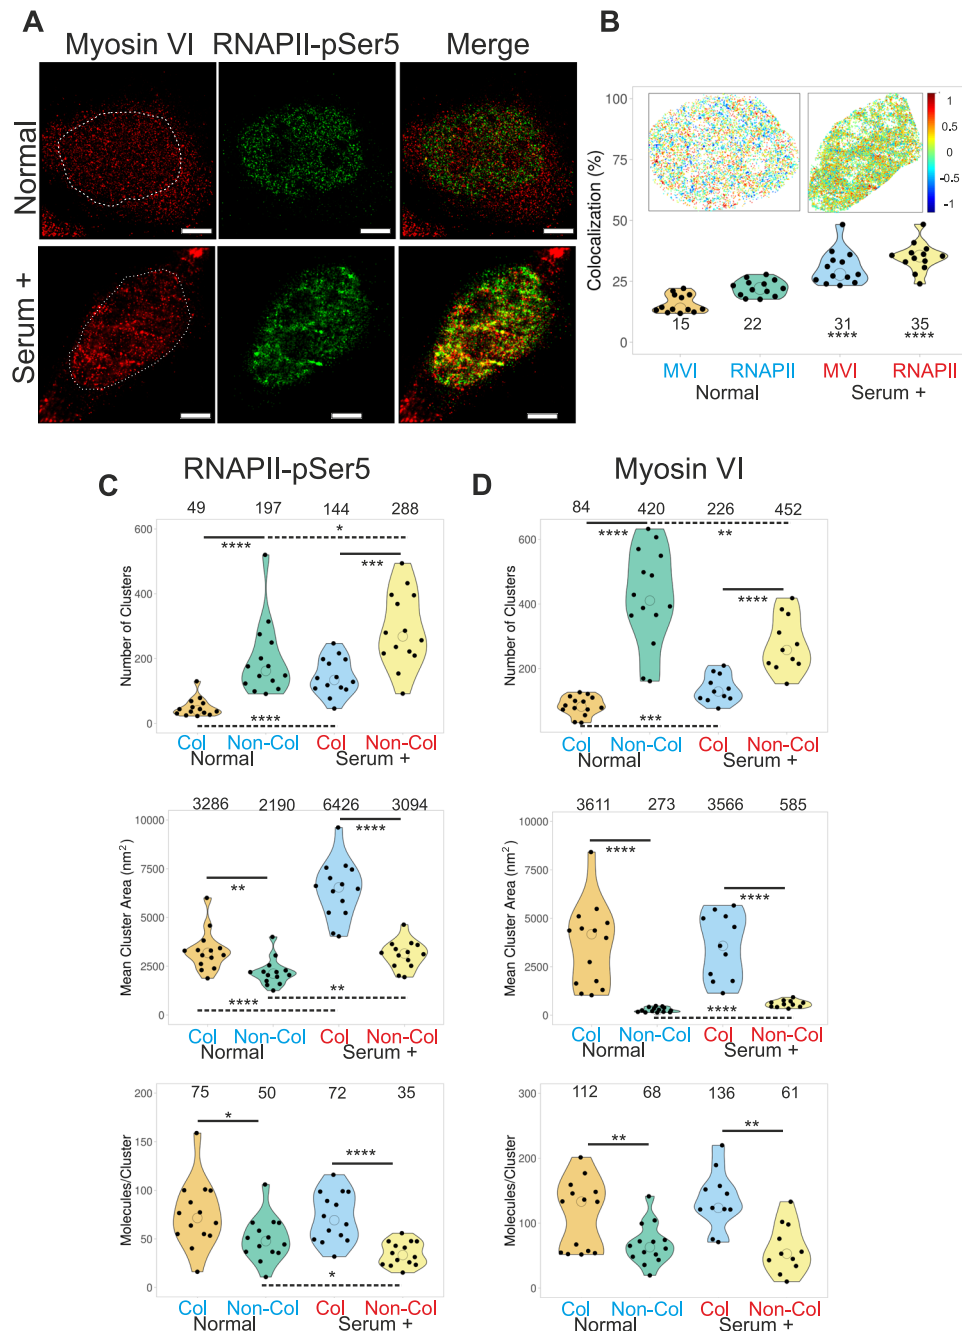 A
Myosin VI RNAPII-pSer5 Merge
Normal
Serum +
B
Colocalization (%)
100
75
50
25
0
1
0.5
0
-0.5
-1
15 22 31 35
**** ****
MVI RNAPII MVI RNAPII
Normal Serum +
C
RNAPII-pSer5
49 197 144 288
Number of Clusters
600
400
200
0
*
**** ***
****
Col Non-Col Col Non-Col
Normal Serum +
3286 2190 6426 3094
Mean Cluster Area (nm²)
10000
7500
5000
2500
0
****
**
**
****
Col Non-Col Col Non-Col
Normal Serum +
75 50 72 35
Molecules/Cluster
200
150
100
50
0
*
****
*
Col Non-Col Col Non-Col
Normal Serum +
D
Myosin VI
84 420 226 452
Number of Clusters
600
400
200
0
**** **
****
***
Col Non-Col Col Non-Col
Normal Serum +
3611 273 3566 585
Mean Cluster Area (nm²)
10000
7500
5000
2500
0
****
****
****
Col Non-Col Col Non-Col
Normal Serum +
112 68 136 61
Molecules/Cluster
300
200
100
0
** **
Col Non-Col Col Non-Col
Normal Serum +